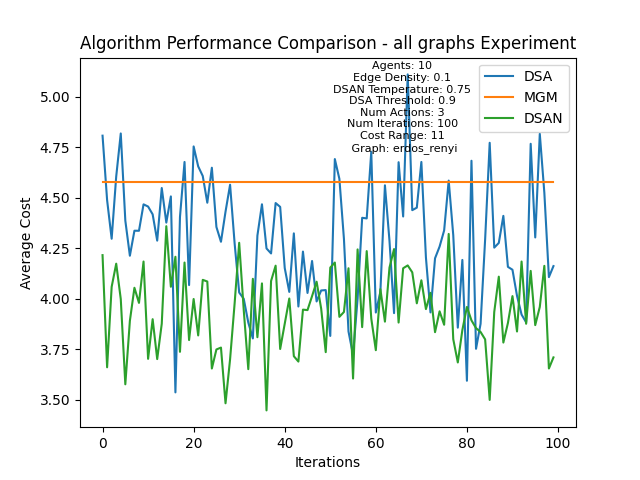 Algorithm Performance Comparison - all graphs Experiment
Agents: 10
Edge Density: 0.1
DSAN Temperature: 0.75
DSA Threshold: 0.9
Num Actions: 3
Num Iterations: 100
Cost Range: 11
Graph: erdos_renyi
DSA
MGM
DSAN
Average Cost
5.00
4.75
4.50
4.25
4.00
3.75
3.50
0 20 40 60 80 100
Iterations